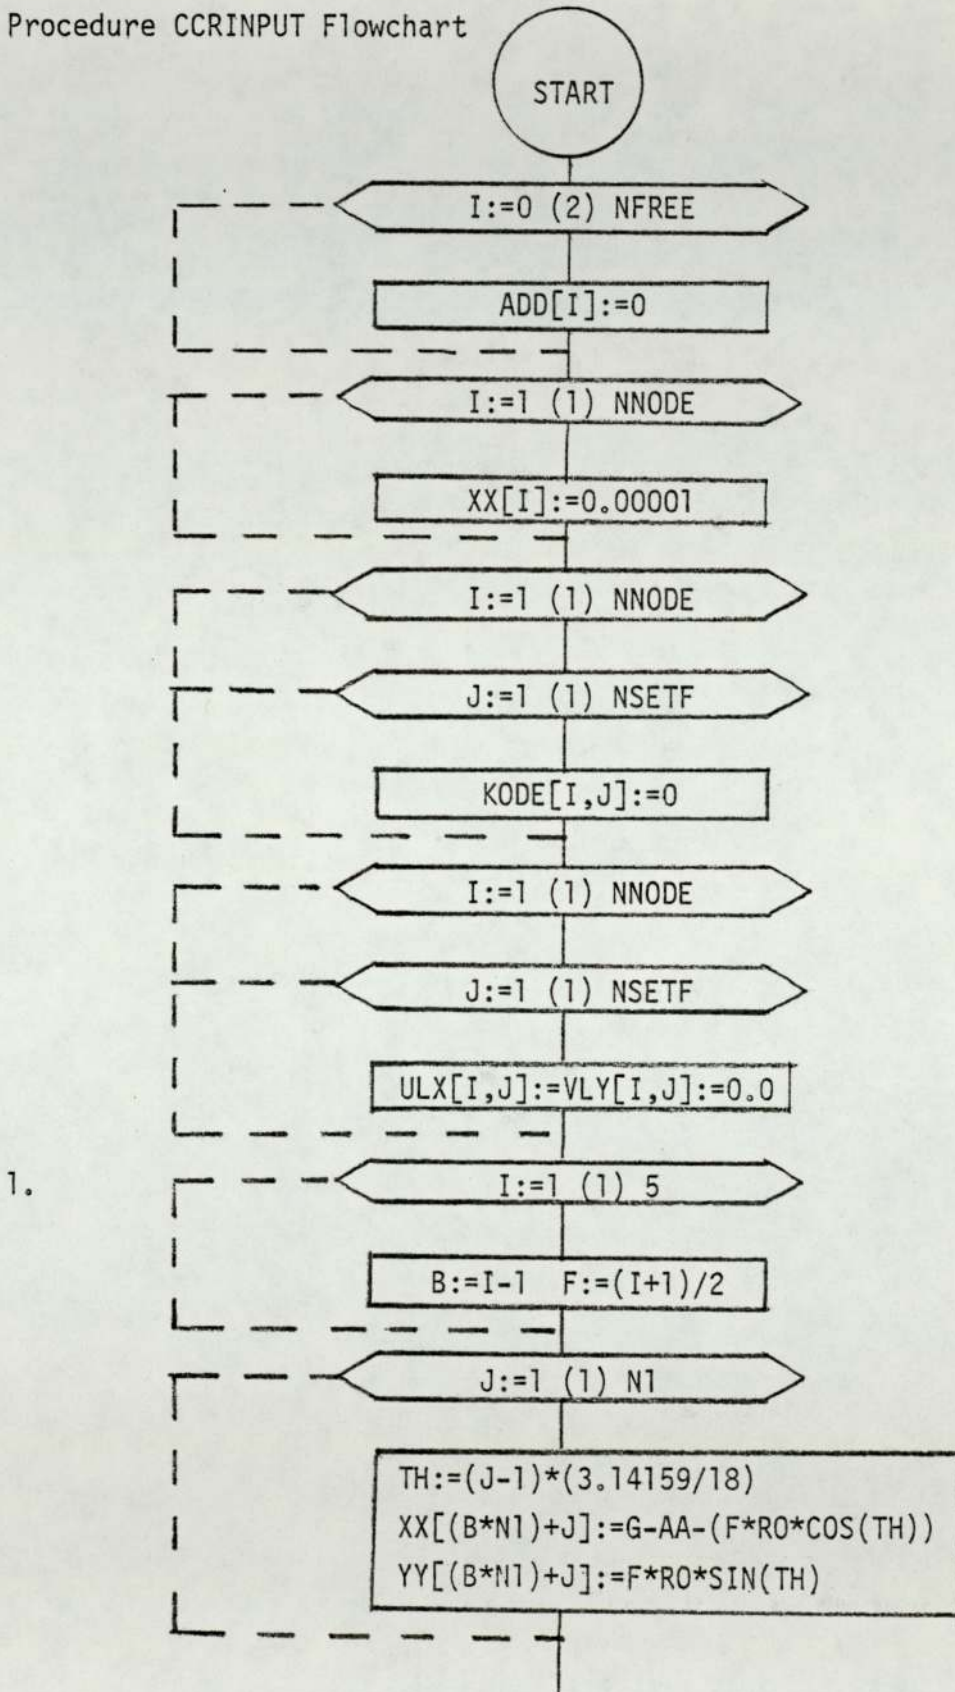 Procedure CCRINPUT Flowchart
START
I:=0 (2) NFREE
ADD[I]:=0
I:=1 (1) NNODE
XX[I]:=0.00001
I:=1 (1) NNODE
J:=1 (1) NSETF
KODE[I,J]:=0
I:=1 (1) NNODE
J:=1 (1) NSETF
ULX[I,J]:=VLY[I,J]:=0.0
1.
I:=1 (1) 5
B:=I-1 F:=(I+1)/2
J:=1 (1) N1
TH:=(J-1)*(3.14159/18)
XX[(B*N1)+J]:=G-AA-(F*RO*COS(TH))
YY[(B*N1)+J]:=F*RO*SIN(TH)